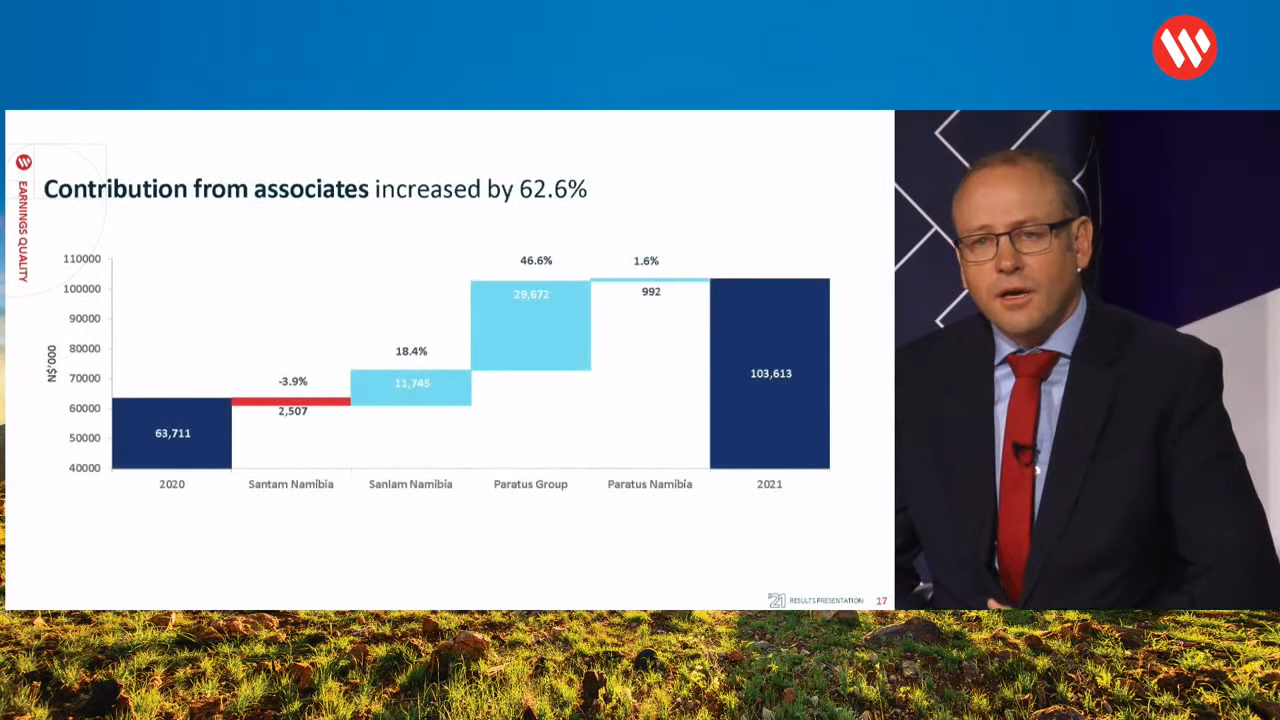 EARNINGS QUALITY
Contribution from associates increased by 62.6%
N$'000
110000
100000
90000
80000
70000
60000
50000
40000
63,711
-3.9%
2,507
18.4%
11,745
46.6%
29,672
1.6%
992
103,613
2020
Santam Namibia
Sanlam Namibia
Paratus Group
Paratus Namibia
2021
'21 RESULTS PRESENTATION 17